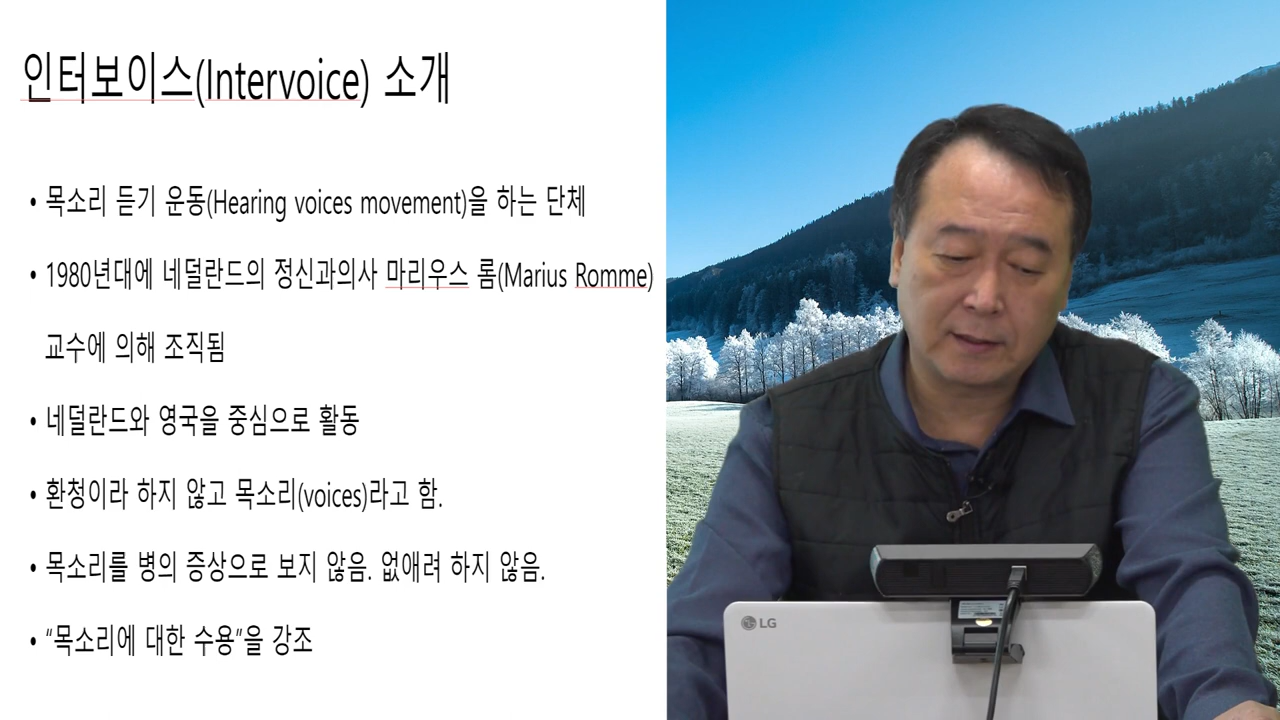 인터보이스(Intervoice) 소개
• 목소리 듣기 운동(Hearing voices movement)을 하는 단체
• 1980년대에 네덜란드의 정신과의사 마리우스 롬(Marius Romme)
교수에 의해 조직됨
• 네덜란드와 영국을 중심으로 활동
• 환청이라 하지 않고 목소리(voices)라고 함.
• 목소리를 병의 증상으로 보지 않음. 없애려 하지 않음.
• “목소리에 대한 수용”을 강조
LG